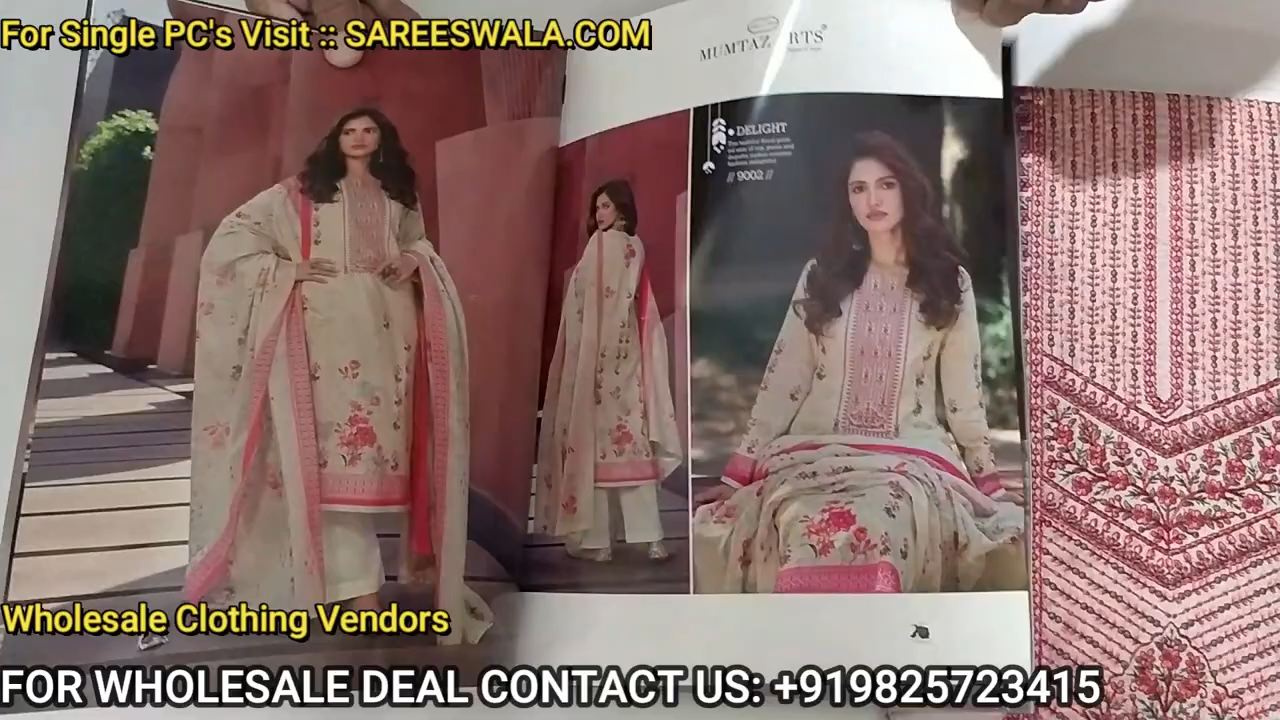 For Single PC's Visit :: SAREESWALA.COM
MUMTAZ ARTS
DELIGHT
// 9002 //
Wholesale Clothing Vendors
FOR WHOLESALE DEAL CONTACT US: +919825723415